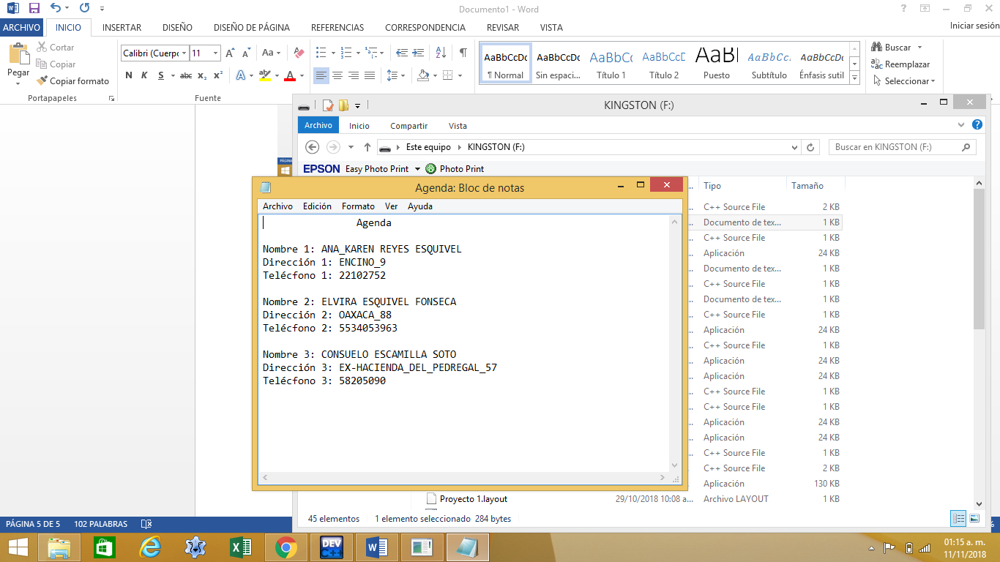 Documento1 - Word
ARCHIVO INICIO INSERTAR DISEÑO DISEÑO DE PÁGINA REFERENCIAS CORRESPONDENCIA REVISAR VISTA Iniciar sesión
Pegar
Cortar
Copiar
Copiar formato
Portapapeles
Calibri (Cuerp 11
N K S abc x₂ x²
Fuente
AaBbCcDc AaBbCcDc AaBbCc AaBbCcD AaB AaBbCc. AaBbCcDc
¶ Normal Sin espaci... Título 1 Título 2 Puesto Subtítulo Énfasis sutil
Buscar
Reemplazar
Seleccionar
KINGSTON (F:)
Archivo Inicio Compartir Vista
Este equipo KINGSTON (F:)
Buscar en KINGSTON (F:)
EPSON Easy Photo Print Photo Print
Tipo Tamaño
C++ Source File 2 KB
Documento de tex... 1 KB
C++ Source File 1 KB
Aplicación 24 KB
Documento de tex... 1 KB
C++ Source File 1 KB
Documento de tex... 1 KB
C++ Source File 1 KB
Aplicación 24 KB
C++ Source File 1 KB
Aplicación 24 KB
Aplicación 24 KB
C++ Source File 1 KB
C++ Source File 1 KB
Aplicación 24 KB
Aplicación 24 KB
C++ Source File 1 KB
C++ Source File 2 KB
Aplicación 130 KB
Proyecto 1.layout 29/10/2018 10:08 a... Archivo LAYOUT 1 KB
45 elementos 1 elemento seleccionado 284 bytes
Agenda: Bloc de notas
Archivo Edición Formato Ver Ayuda
Agenda
Nombre 1: ANA_KAREN REYES ESQUIVEL
Dirección 1: ENCINO_9
Telécfono 1: 22102752
Nombre 2: ELVIRA ESQUIVEL FONSECA
Dirección 2: OAXACA_88
Telécfono 2: 5534053963
Nombre 3: CONSUELO ESCAMILLA SOTO
Dirección 3: EX-HACIENDA_DEL_PEDREGAL_57
Telécfono 3: 58205090
PÁGINA 5 DE 5 102 PALABRAS
DEV C++
01:15 a. m.
11/11/2018